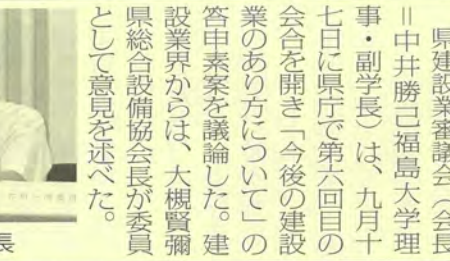 県建設業審議会（会長
＝中井勝己福島大学理
事・副学長）は、九月十
七日に県庁で第六回目の
会合を開き「今後の建設
業のあり方について」の
答申素案を議論した。建
設業界からは、大槻賢彌
県総合設備協会長が委員
として意見を述べた。
長